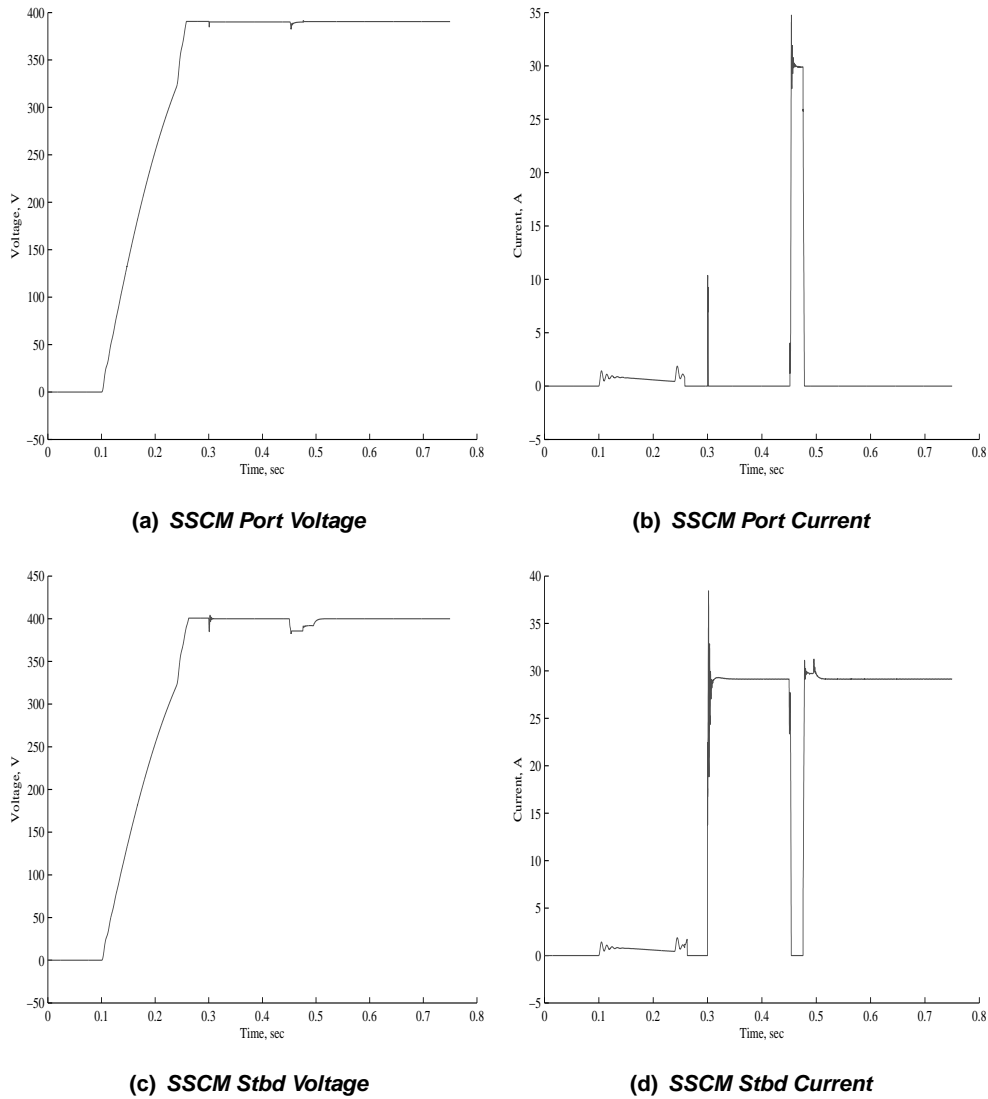 400
350
300
250
200
150
100
50
0
−50
Voltage, V
0 0.1 0.2 0.3 0.4 0.5 0.6 0.7 0.8
Time, sec
(a) SSCM Port Voltage
35
30
25
20
15
10
5
0
−5
Current, A
0 0.1 0.2 0.3 0.4 0.5 0.6 0.7 0.8
Time, sec
(b) SSCM Port Current
450
400
350
300
250
200
150
100
50
0
−50
Voltage, V
0 0.1 0.2 0.3 0.4 0.5 0.6 0.7 0.8
Time, sec
(c) SSCM Stbd Voltage
40
35
30
25
20
15
10
5
0
−5
Current, A
0 0.1 0.2 0.3 0.4 0.5 0.6 0.7 0.8
Time, sec
(d) SSCM Stbd Current